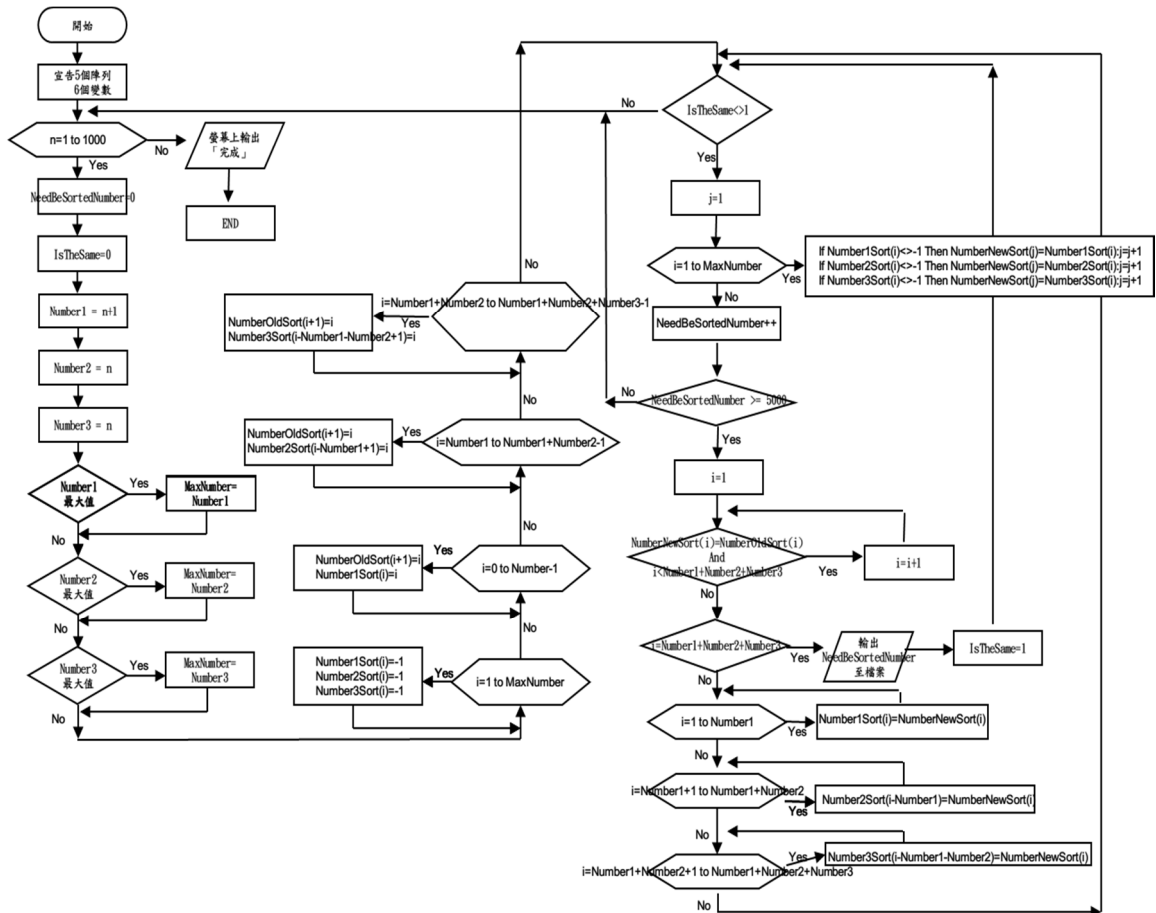 開始
宣告5個陣列
6個變數
n=1 to 1000
No
Yes
螢幕上輸出
「完成」
END
NeedBeSortedNumber=0
IsTheSame=0
Number1 = n+1
Number2 = n
Number3 = n
Number1
最大值
Yes
MaxNumber=
Number1
No
Number2
最大值
Yes
MaxNumber=
Number2
No
Number3
最大值
Yes
MaxNumber=
Number3
No
i=1 to MaxNumber
Yes
Number1Sort(i)=-1
Number2Sort(i)=-1
Number3Sort(i)=-1
No
i=0 to Number-1
Yes
NumberOldSort(i+1)=i
Number1Sort(i)=i
No
i=Number1 to Number1+Number2-1
Yes
NumberOldSort(i+1)=i
Number2Sort(i-Number1+1)=i
No
i=Number1+Number2 to Number1+Number2+Number3-1
Yes
NumberOldSort(i+1)=i
Number3Sort(i-Number1-Number2+1)=i
No
IsTheSame<>1
No
Yes
j=1
i=1 to MaxNumber
Yes
If Number1Sort(i)<>-1 Then NumberNewSort(j)=Number1Sort(i):j=j+1
If Number2Sort(i)<>-1 Then NumberNewSort(j)=Number2Sort(i):j=j+1
If Number3Sort(i)<>-1 Then NumberNewSort(j)=Number3Sort(i):j=j+1
No
NeedBeSortedNumber++
NeedBeSortedNumber >= 5000
No
Yes
i=1
NumberNewSort(i)=NumberOldSort(i)
And
i<Number1+Number2+Number3
Yes
i=i+1
No
i=Number1+Number2+Number3
Yes
輸出
NeedBeSortedNumber
至檔案
IsTheSame=1
No
i=1 to Number1
Yes
Number1Sort(i)=NumberNewSort(i)
No
i=Number1+1 to Number1+Number2
Yes
Number2Sort(i-Number1)=NumberNewSort(i)
No
i=Number1+Number2+1 to Number1+Number2+Number3
Yes
Number3Sort(i-Number1-Number2)=NumberNewSort(i)
No